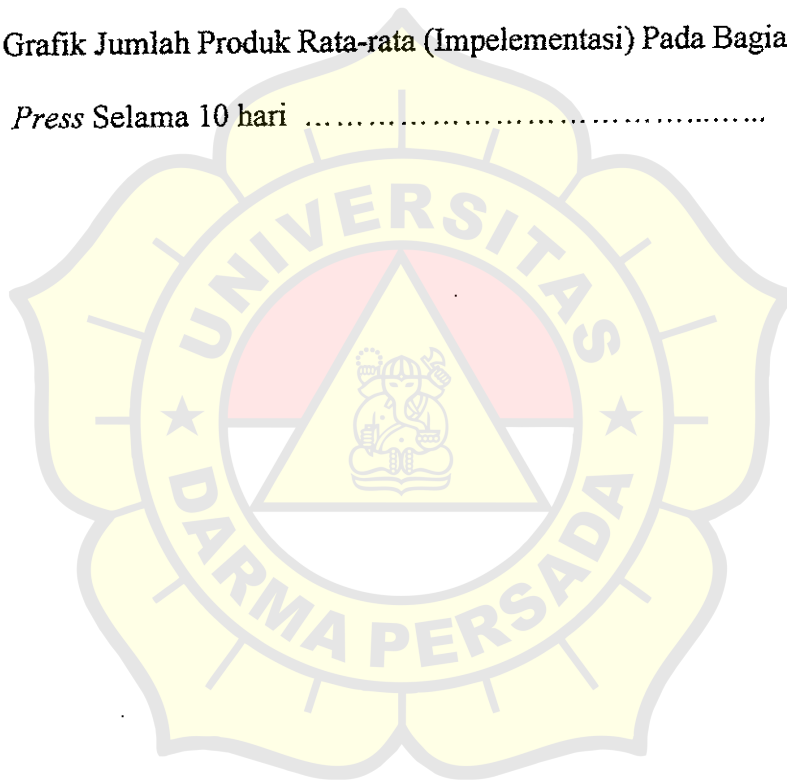 Grafik Jumlah Produk Rata-rata (Impelementasi) Pada Bagia
Press Selama 10 hari ................................................
UNIVERSITAS
DARMA PERSADA